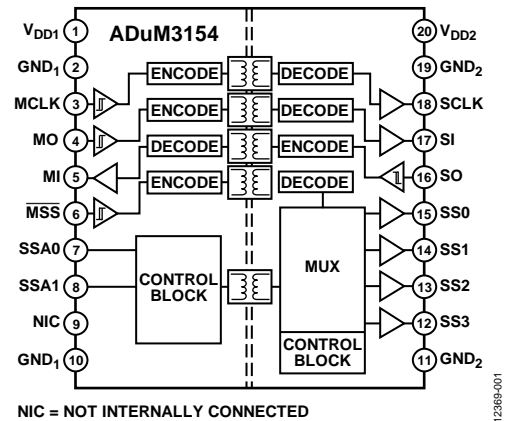 ADuM3154
VDD1 1
GND1 2
MCLK 3
MO 4
MI 5
MSS 6
SSA0 7
SSA1 8
NIC 9
GND1 10
ENCODE DECODE
ENCODE DECODE
DECODE ENCODE
ENCODE DECODE
CONTROL
BLOCK
MUX
CONTROL
BLOCK
20 VDD2
19 GND2
18 SCLK
17 SI
16 SO
15 SS0
14 SS1
13 SS2
12 SS3
11 GND2
NIC = NOT INTERNALLY CONNECTED
12369-001